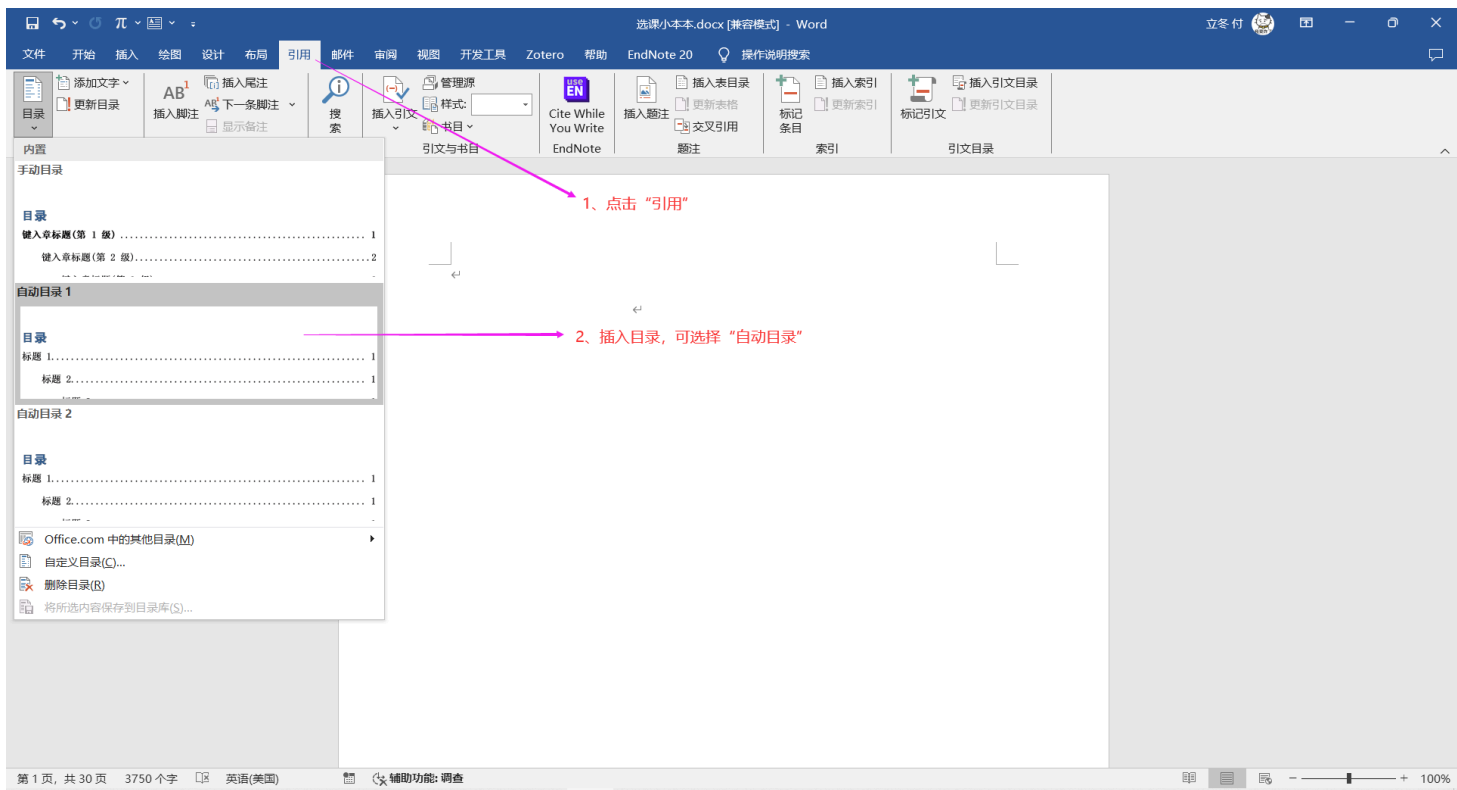 选课小本本.docx [兼容模式] - Word
立冬 付
文件 开始 插入 绘图 设计 布局 引用 邮件 审阅 视图 开发工具 Zotero 帮助 EndNote 20 操作说明搜索
目录
添加文字
更新目录
AB1
插入脚注
插入尾注
下一条脚注
显示备注
搜索
插入引文
管理源
样式:
书目
引文与书目
Cite While You Write
EndNote
插入题注
插入表目录
更新表格
交叉引用
题注
标记条目
插入索引
更新索引
索引
标记引文
插入引文目录
更新引文目录
引文目录
内置
手动目录
目录
键入章标题(第 1 级) 1
键入章标题(第 2 级) 2
自动目录 1
目录
标题 1 1
标题 2 1
自动目录 2
目录
标题 1 1
标题 2 1
Office.com 中的其他目录(M)
自定义目录(C)...
删除目录(R)
将所选内容保存到目录库(S)...
1、点击“引用”
2、插入目录，可选择“自动目录”
第 1 页，共 30 页 3750 个字 英语(美国) 辅助功能: 调查 100%